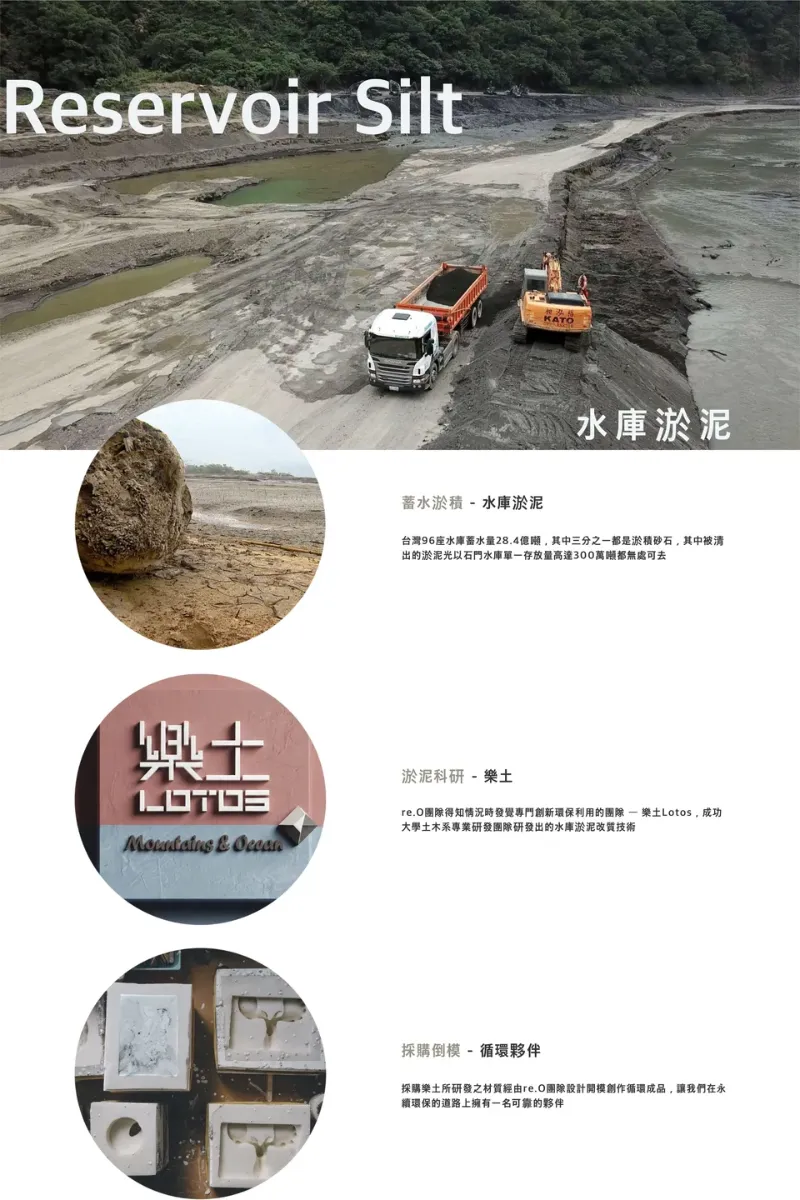 Reservoir Silt
KATO
水庫淤泥
蓄水淤積 - 水庫淤泥
台灣96座水庫蓄水量28.4億噸，其中三分之一都是淤積砂石，其中被清
出的淤泥光以石門水庫單一存放量高達300萬噸都無處可去
樂土
LOTOS
Mountains & Ocean
淤泥科研 - 樂土
re.O團隊得知情況時發覺專門創新環保利用的團隊 — 樂土Lotos，成功
大學土木系專業研發團隊研發出的水庫淤泥改質技術
採購倒模 - 循環夥伴
採購樂土所研發之材質經由re.O團隊設計開模創作循環成品，讓我們在永
續環保的道路上擁有一名可靠的夥伴